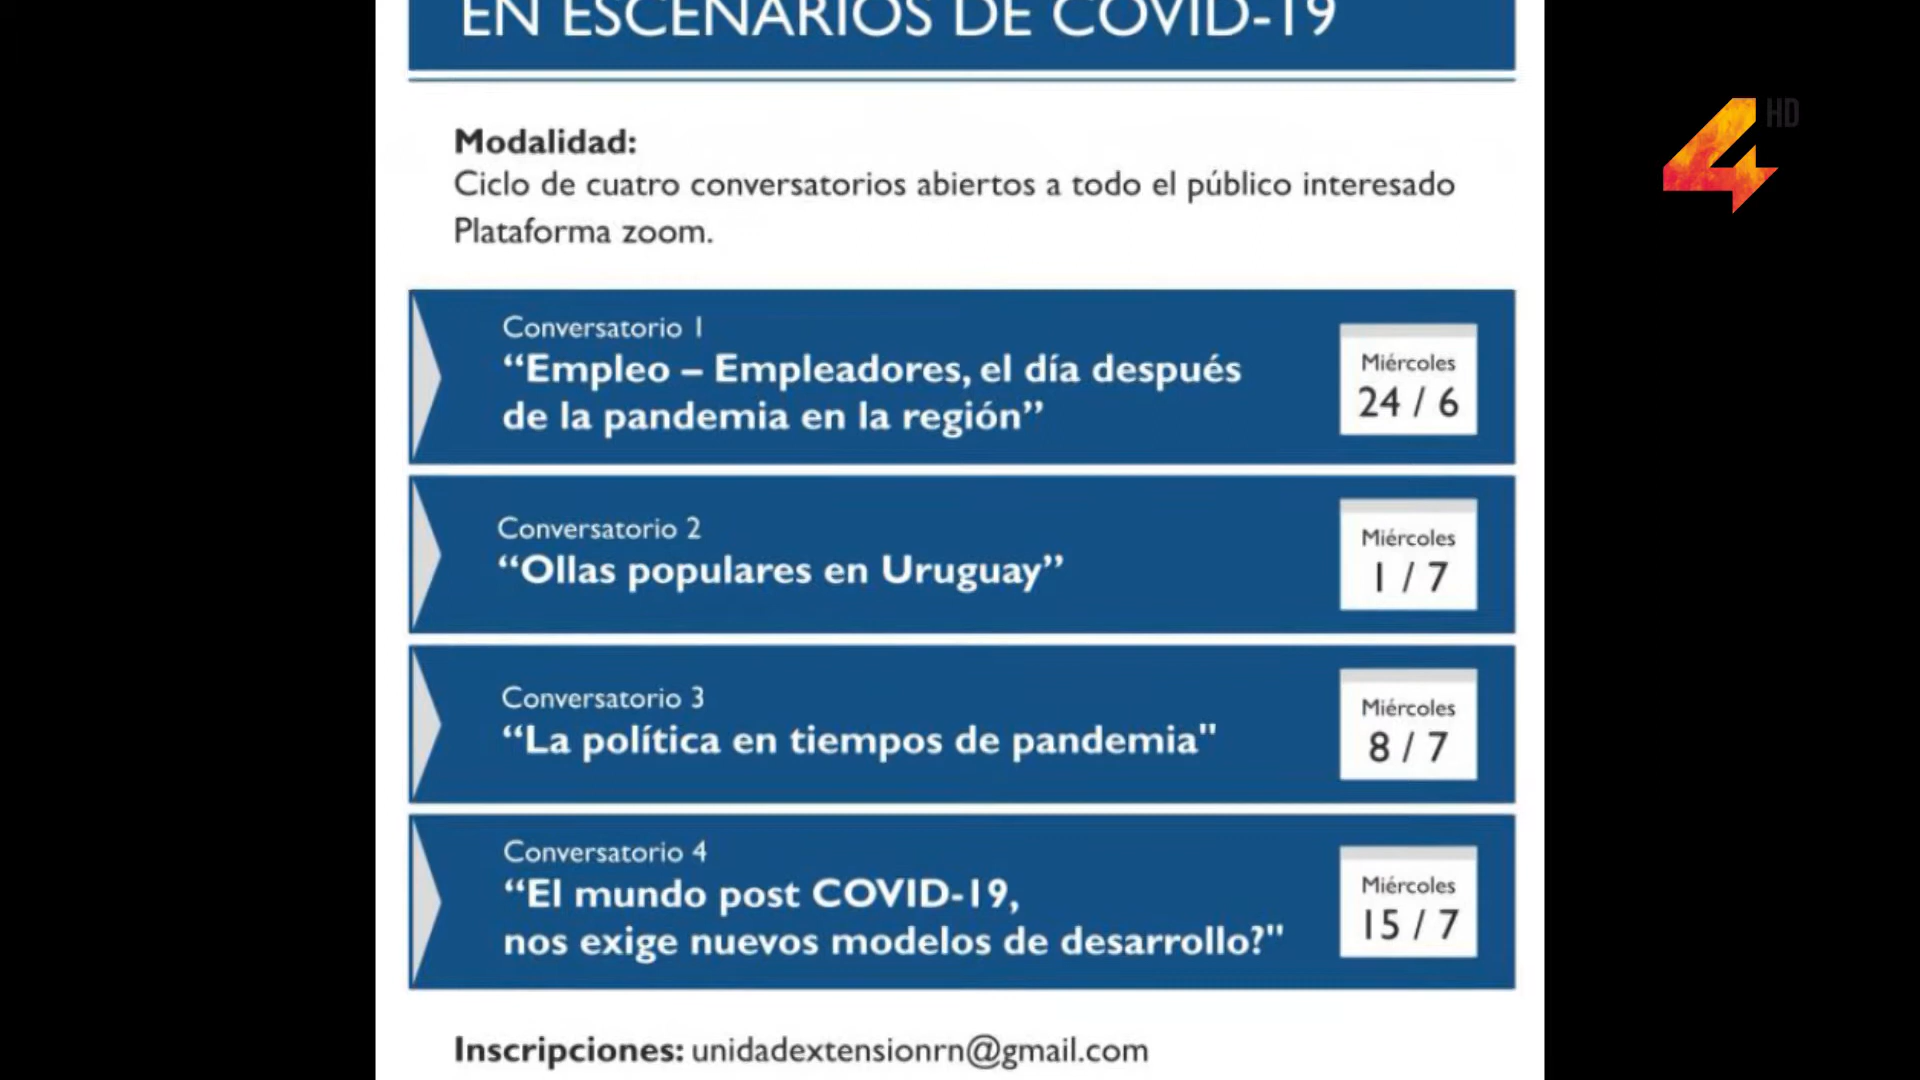 EN ESCENARIOS DE COVID-19
4 HD
Modalidad:
Ciclo de cuatro conversatorios abiertos a todo el público interesado
Plataforma zoom.
Conversatorio 1
“Empleo – Empleadores, el día después
de la pandemia en la región”
Miércoles
24 / 6
Conversatorio 2
“Ollas populares en Uruguay”
Miércoles
1 / 7
Conversatorio 3
“La política en tiempos de pandemia"
Miércoles
8 / 7
Conversatorio 4
“El mundo post COVID-19,
nos exige nuevos modelos de desarrollo?"
Miércoles
15 / 7
Inscripciones: unidadextensionrn@gmail.com